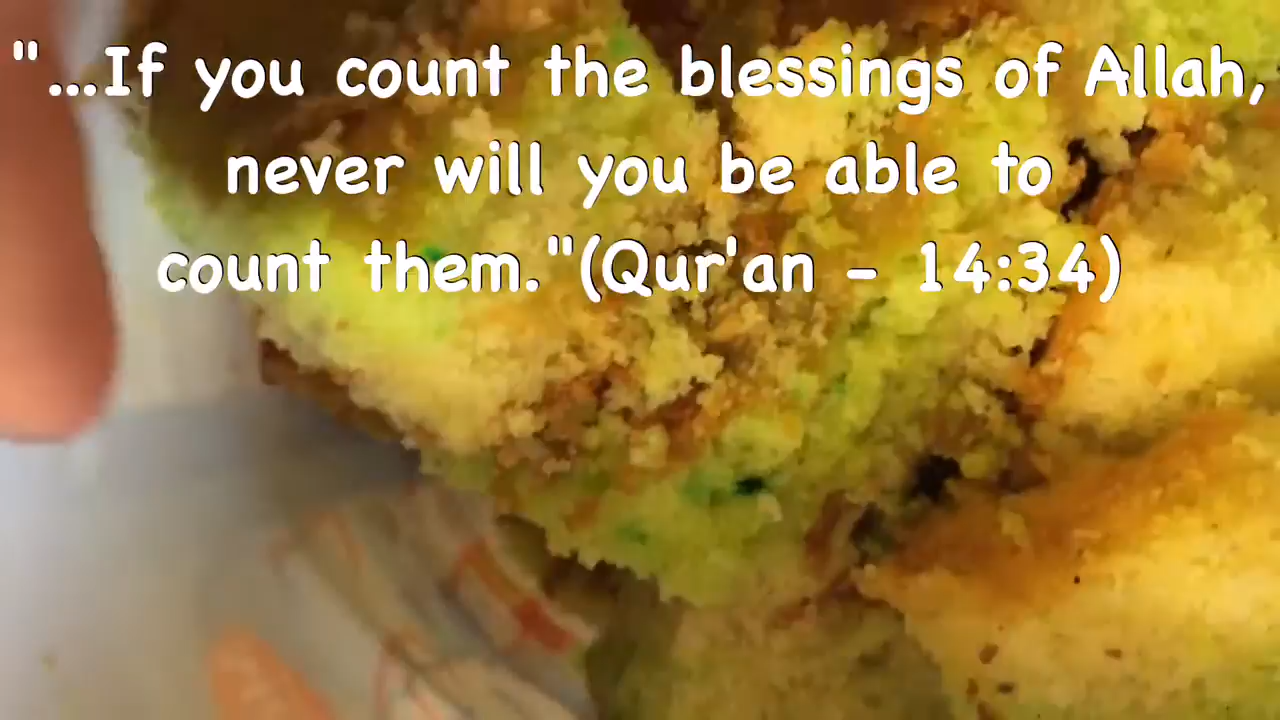 "...If you count the blessings of Allah,
never will you be able to
count them."(Qur'an - 14:34)